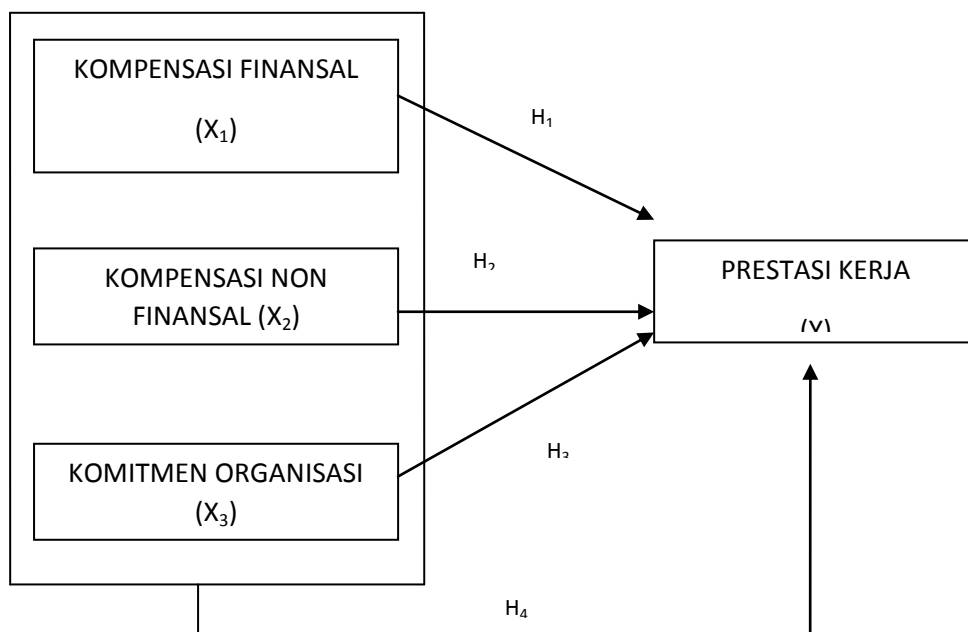 KOMPENSASI FINANSAL
(X₁)
H₁
KOMPENSASI NON
FINANSAL (X₂)
H₂
PRESTASI KERJA
(Y)
KOMITMEN ORGANISASI
(X₃)
H₃
H₄